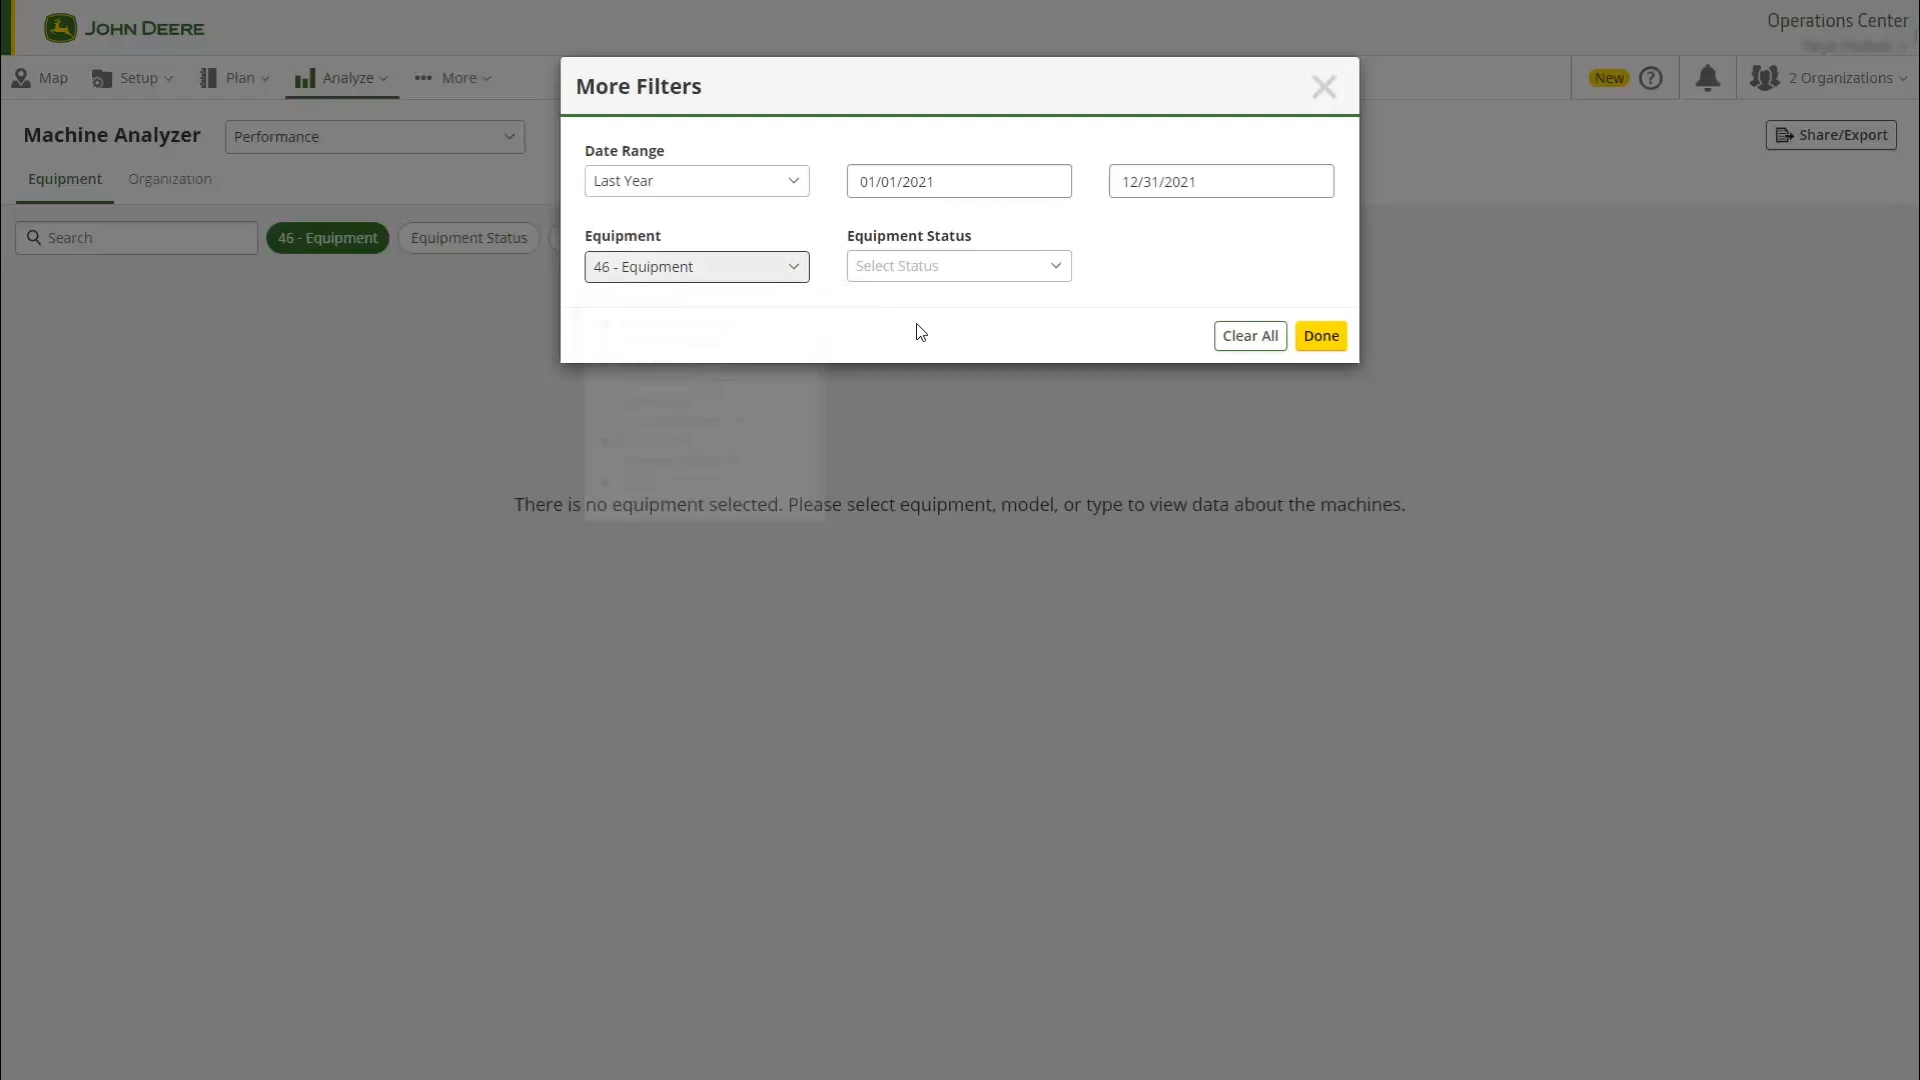 JOHN DEERE
Operations Center
Map
Setup
Plan
Analyze
More
New
2 Organizations
Machine Analyzer
Performance
Share/Export
Equipment
Organization
Search
46 - Equipment
Equipment Status
More Filters
Date Range
Last Year
01/01/2021
12/31/2021
Equipment
Equipment Status
46 - Equipment
Select Status
Clear All
Done
There is no equipment selected. Please select equipment, model, or type to view data about the machines.